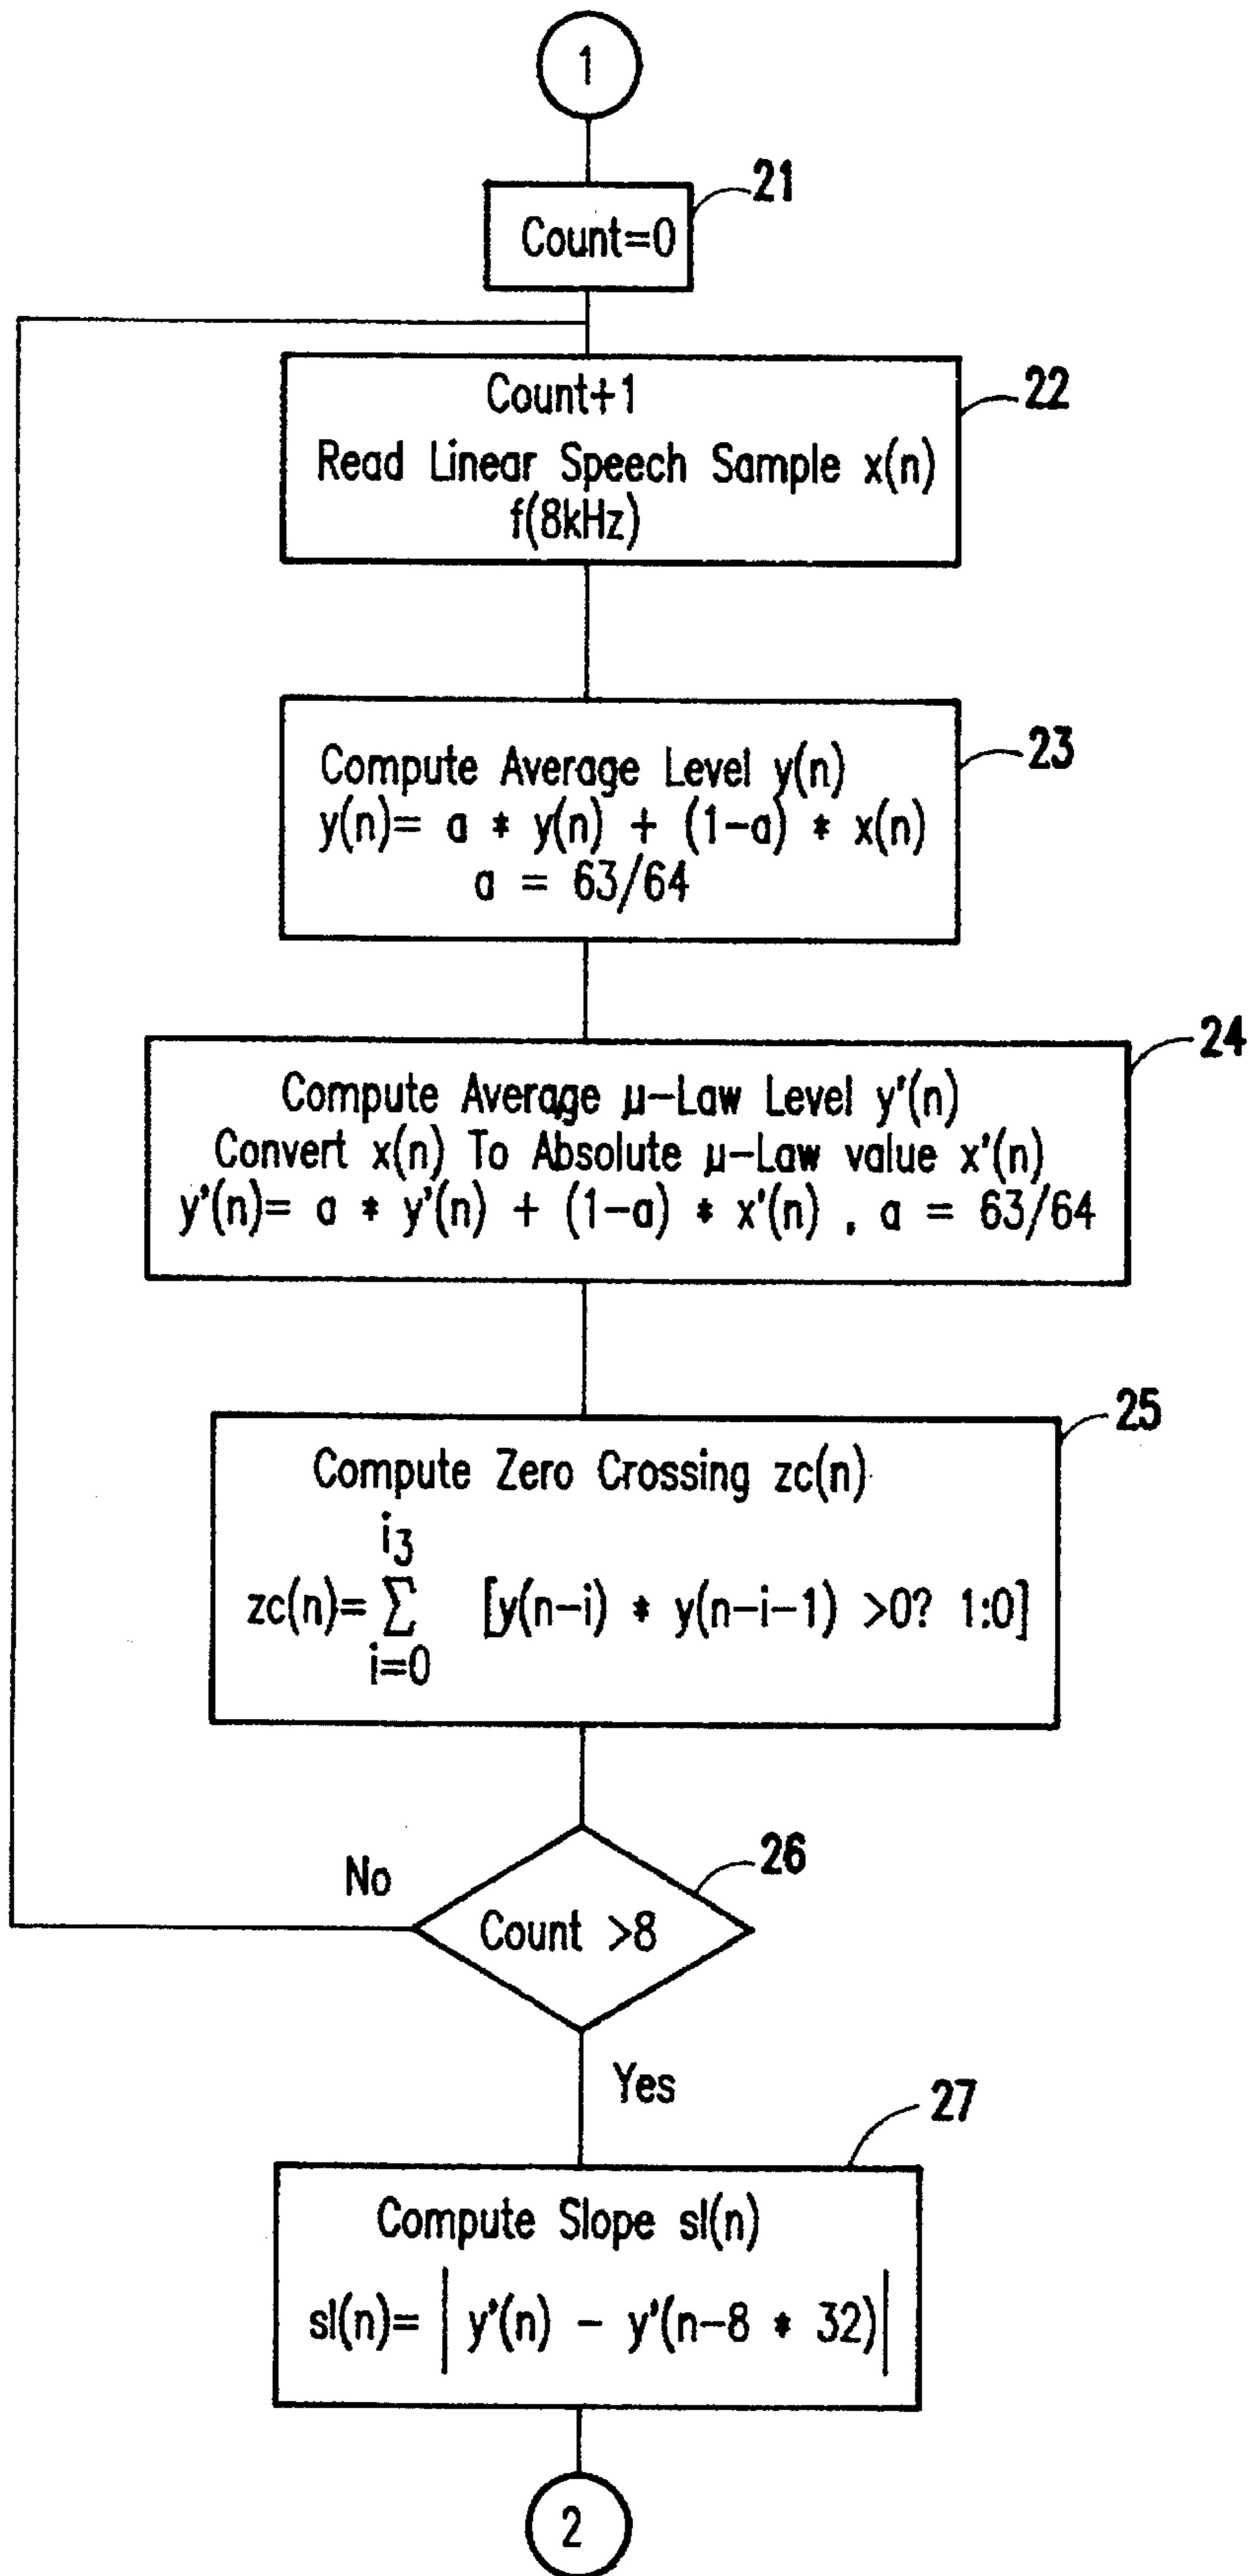 1
21
Count=0
22
Count+1
Read Linear Speech Sample x(n)
f(8kHz)
23
Compute Average Level y(n)
y(n)= a * y(n) + (1-a) * x(n)
a = 63/64
24
Compute Average µ-Law Level y'(n)
Convert x(n) To Absolute µ-Law value x'(n)
y'(n)= a * y'(n) + (1-a) * x'(n) , a = 63/64
25
Compute Zero Crossing zc(n)
i3
zc(n)= Σ [y(n-i) * y(n-i-1) >0? 1:0]
i=0
26
No
Count >8
Yes
27
Compute Slope sl(n)
sl(n)= | y'(n) - y'(n-8 * 32)|
2